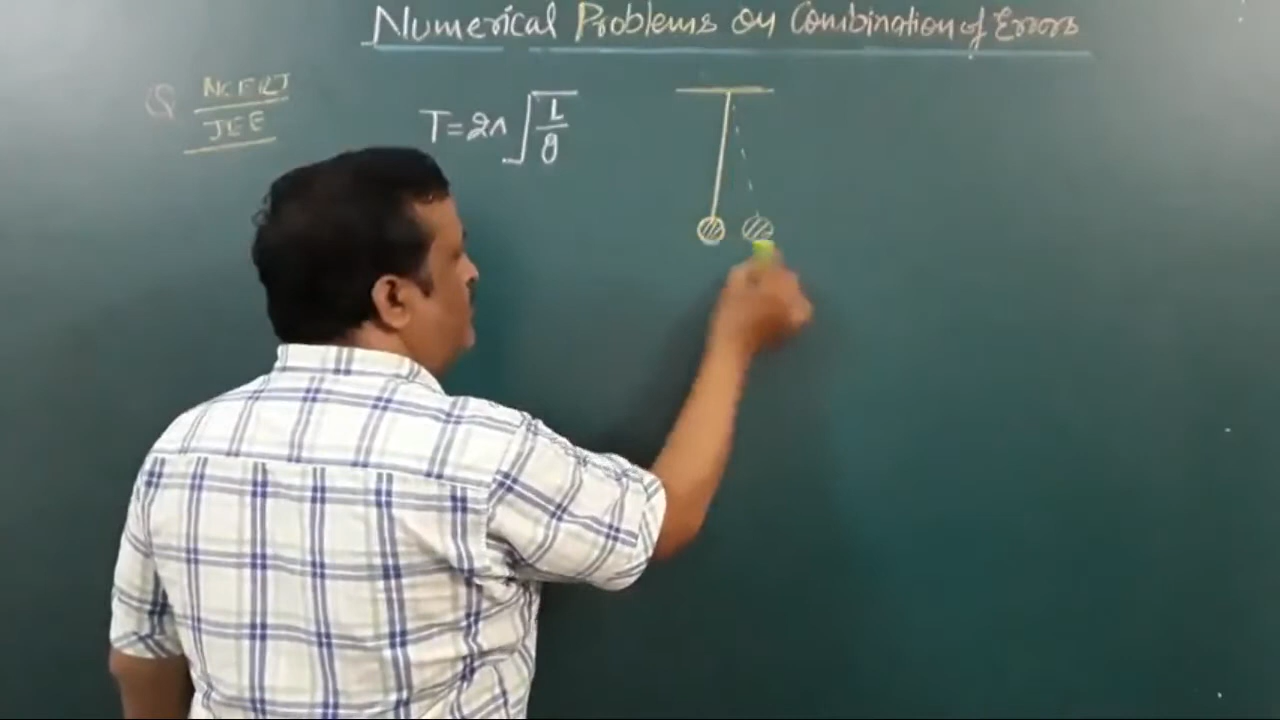 Numerical Problems on Combination of Errors
Q NCERT
JEE
T = 2π √L/g